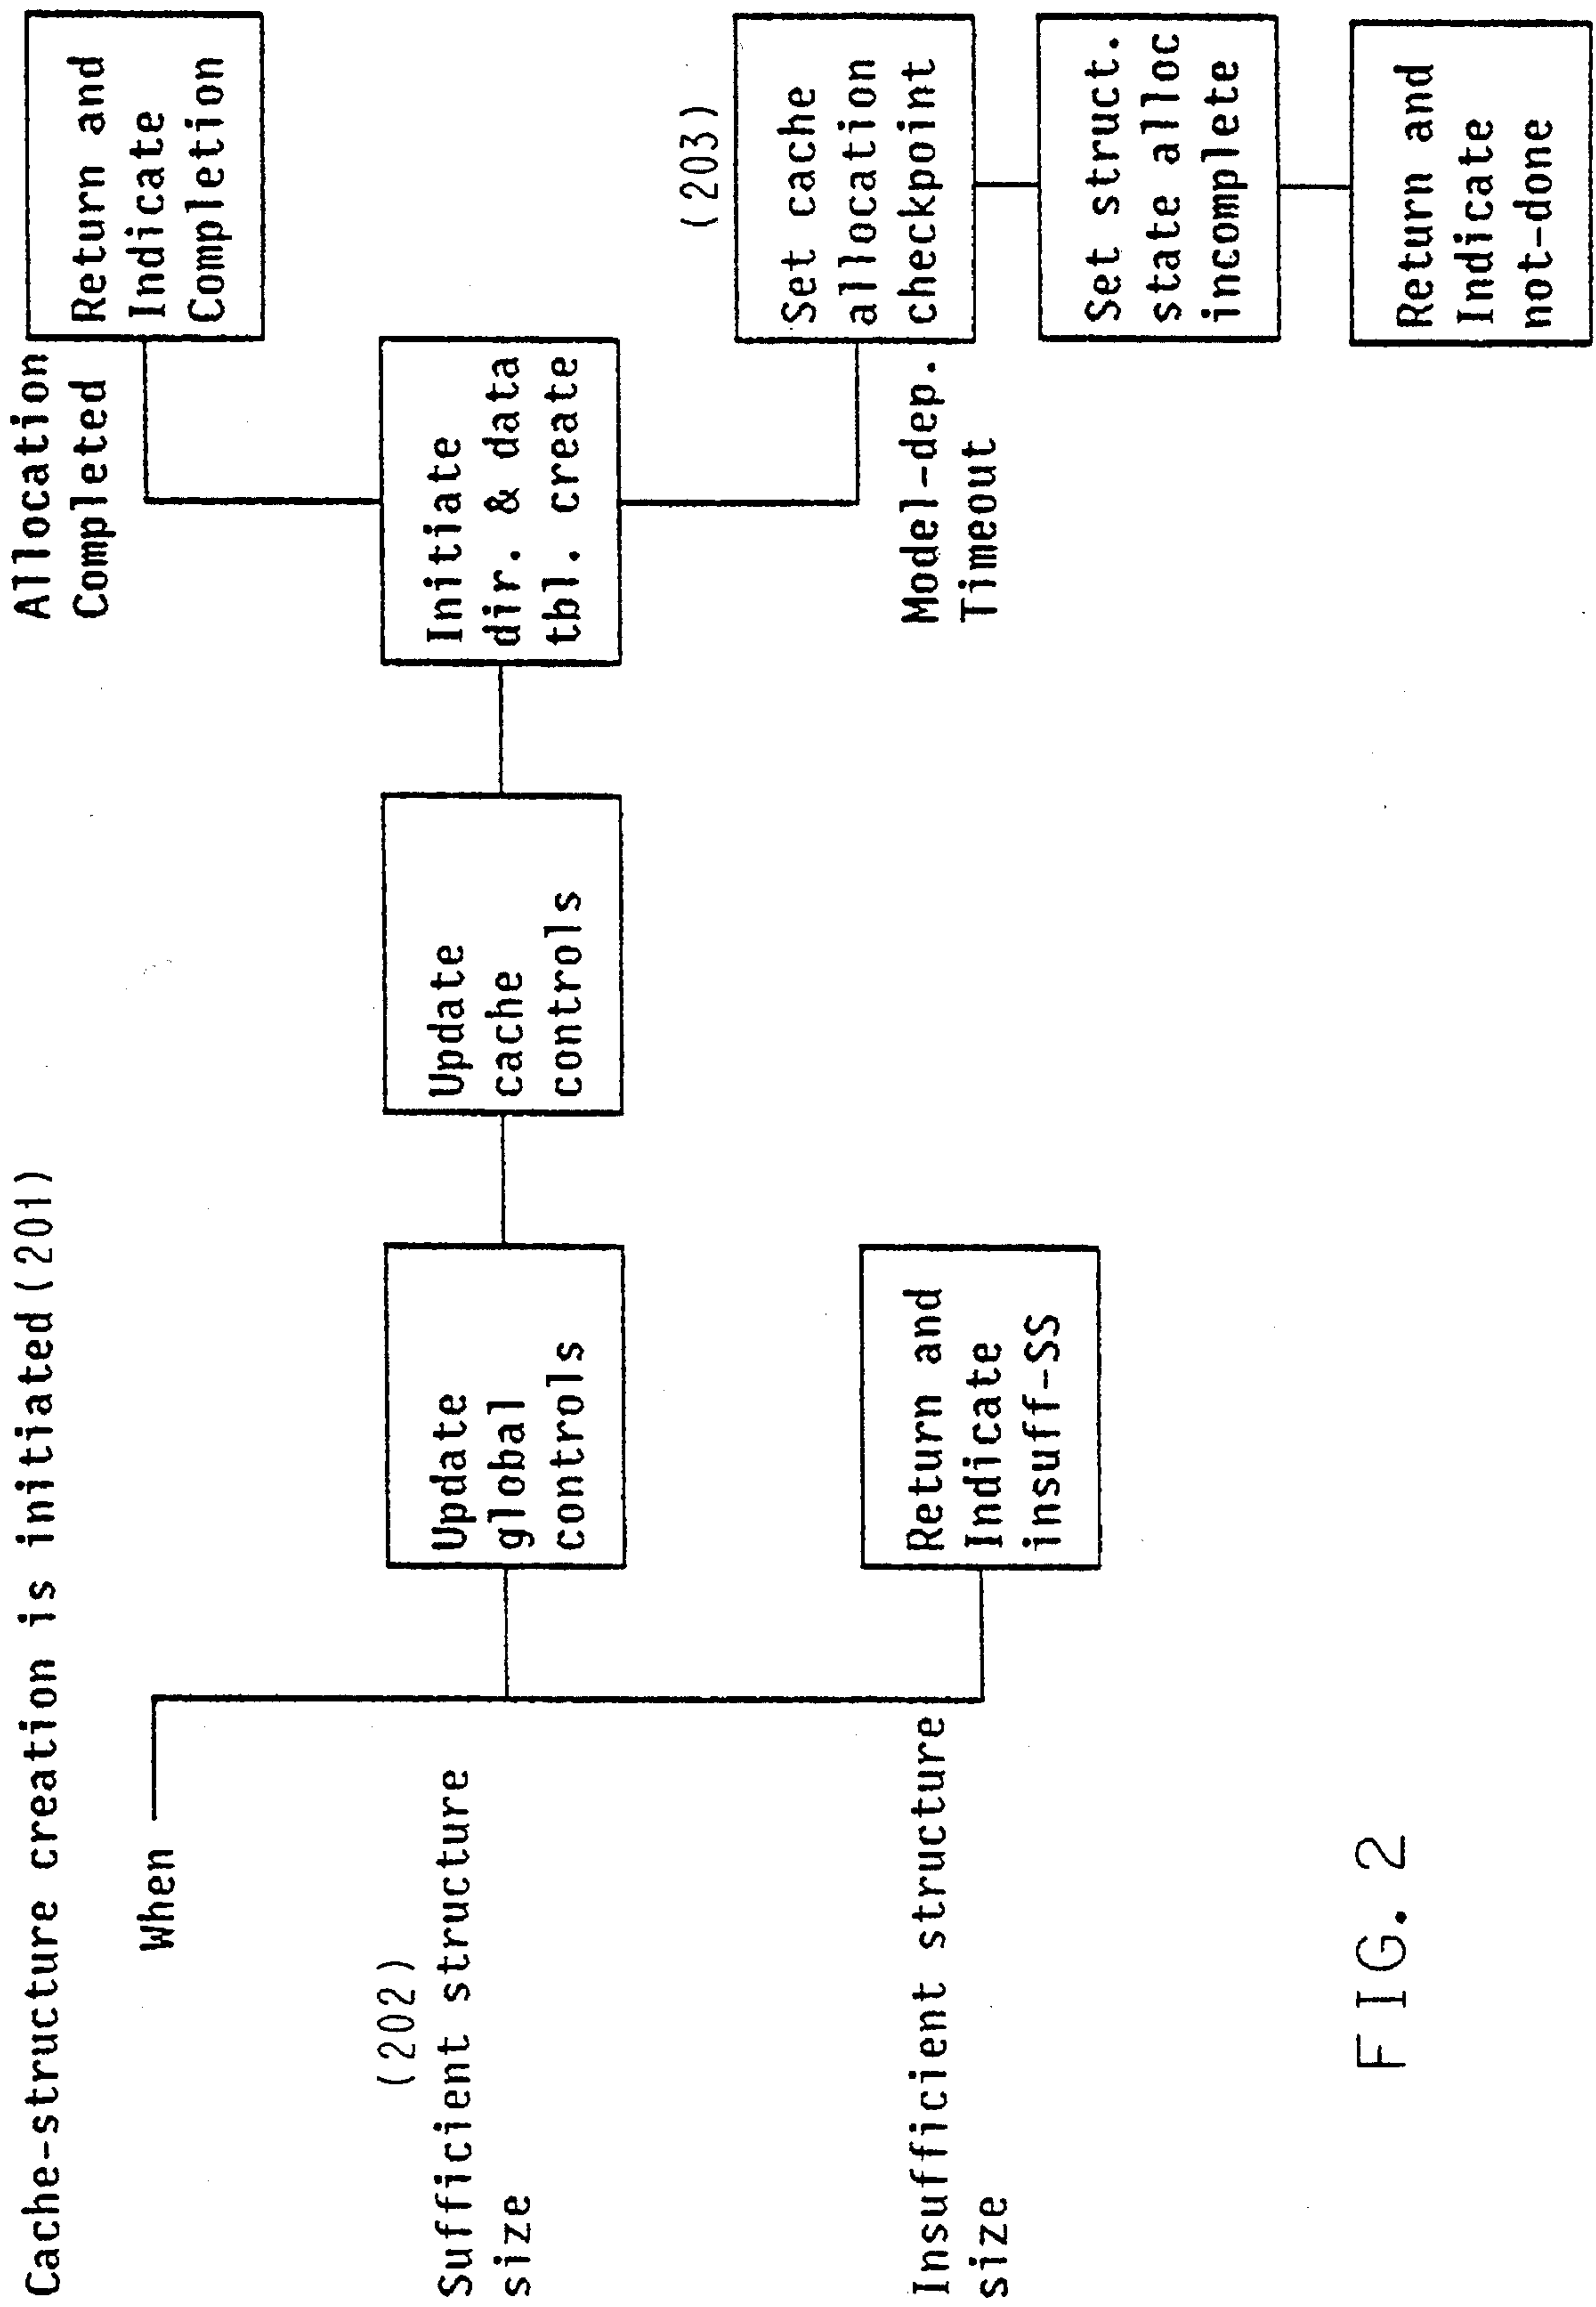 Cache-structure creation is initiated(201)
When
(202)
Sufficient structure
size
Update
global
controls
Update
cache
controls
Initiate
dir. & data
tbl. create
Allocation
Completed
Return and
Indicate
Completion
Model-dep.
Timeout
(203)
Set cache
allocation
checkpoint
Set struct.
state alloc
incomplete
Return and
Indicate
not-done
Insufficient structure
size
Return and
Indicate
insuff-SS
FIG. 2